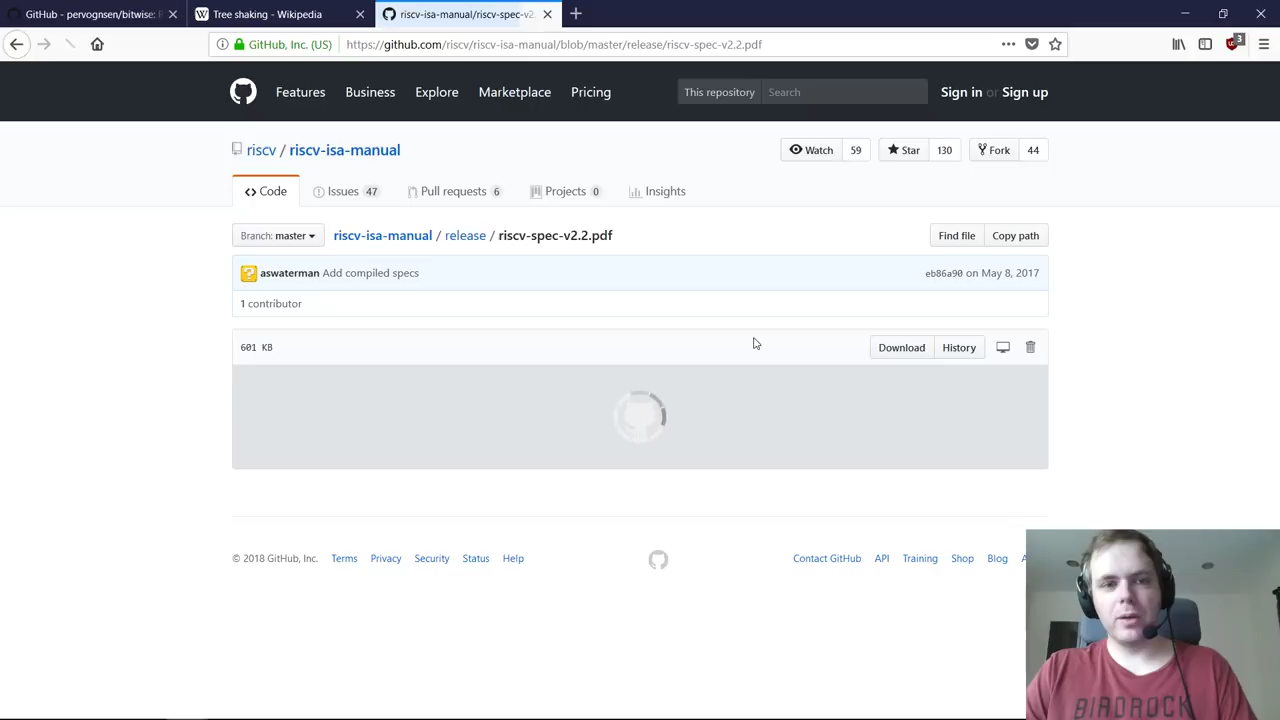 GitHub - pervognsen/bitwise: B
Tree shaking - Wikipedia
riscv-isa-manual/riscv-spec-v2.
GitHub, Inc. (US)
https://github.com/riscv/riscv-isa-manual/blob/master/release/riscv-spec-v2.2.pdf
3
Features
Business
Explore
Marketplace
Pricing
This repository
Search
Sign in or Sign up
riscv / riscv-isa-manual
Watch 59
Star 130
Fork 44
Code
Issues 47
Pull requests 6
Projects 0
Insights
Branch: master
riscv-isa-manual / release / riscv-spec-v2.2.pdf
Find file
Copy path
aswaterman Add compiled specs
eb86a90 on May 8, 2017
1 contributor
601 KB
Download
History
© 2018 GitHub, Inc.
Terms
Privacy
Security
Status
Help
Contact GitHub
API
Training
Shop
Blog
A
BIRDROCK